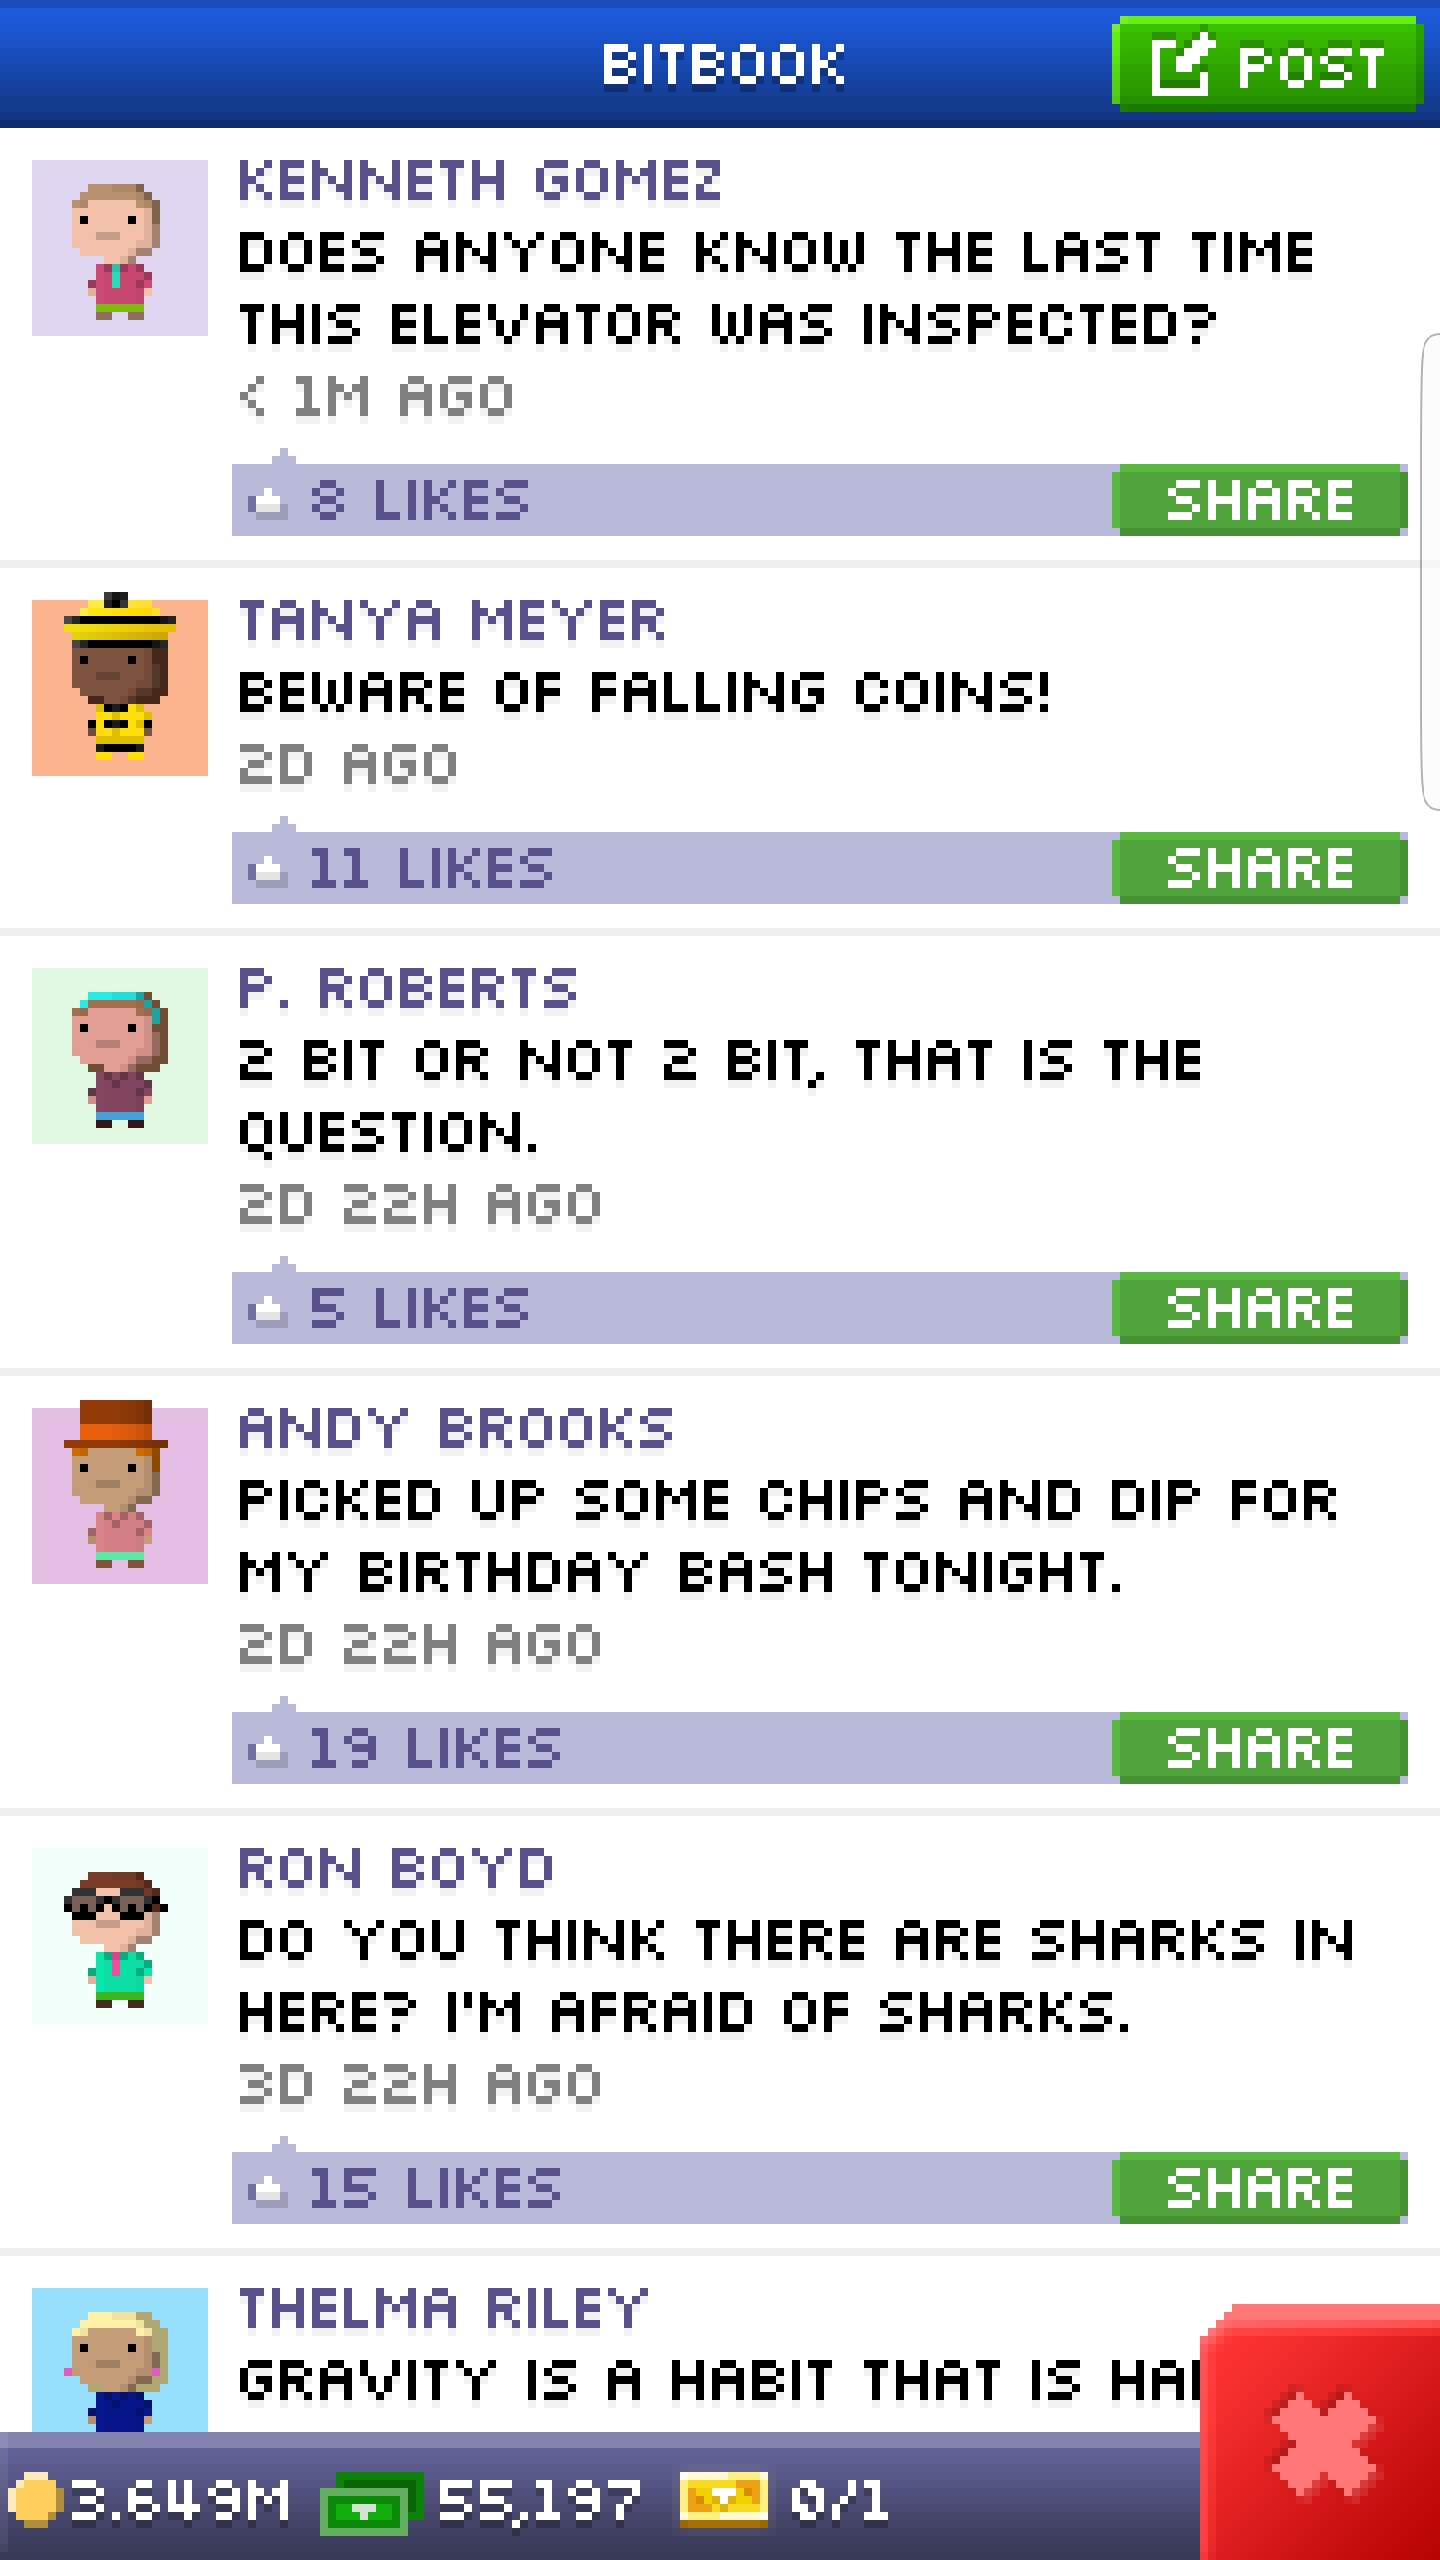 BITBOOK
POST
KENNETH GOMEZ
DOES ANYONE KNOW THE LAST TIME
THIS ELEVATOR WAS INSPECTED?
< 1M AGO
8 LIKES
SHARE
TANYA MEYER
BEWARE OF FALLING COINS!
2D AGO
11 LIKES
SHARE
P. ROBERTS
2 BIT OR NOT 2 BIT, THAT IS THE
QUESTION.
2D 22H AGO
5 LIKES
SHARE
ANDY BROOKS
PICKED UP SOME CHIPS AND DIP FOR
MY BIRTHDAY BASH TONIGHT.
2D 22H AGO
19 LIKES
SHARE
RON BOYD
DO YOU THINK THERE ARE SHARKS IN
HERE? I'M AFRAID OF SHARKS.
3D 22H AGO
15 LIKES
SHARE
THELMA RILEY
GRAVITY IS A HABIT THAT IS
3.649M 55,197 0/1